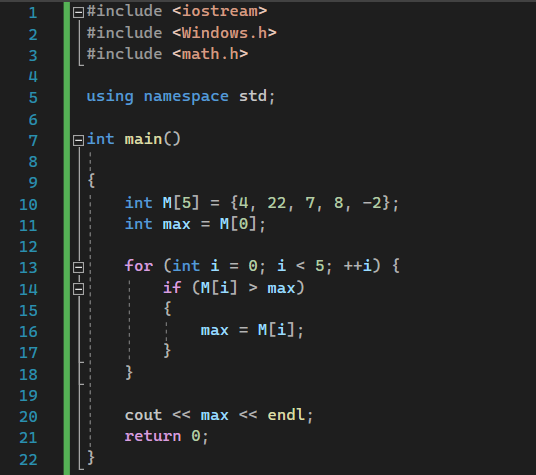 1 #include <iostream>
2 #include <Windows.h>
3 #include <math.h>
4
5 using namespace std;
6
7 int main()
8
9 {
10     int M[5] = {4, 22, 7, 8, -2};
11     int max = M[0];
12
13     for (int i = 0; i < 5; ++i) {
14         if (M[i] > max)
15         {
16             max = M[i];
17         }
18     }
19
20     cout << max << endl;
21     return 0;
22 }